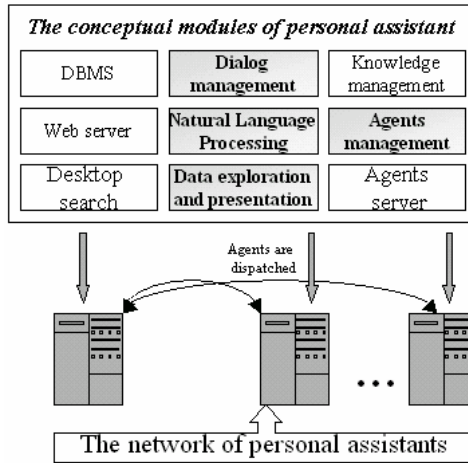 The conceptual modules of personal assistant
DBMS
Dialog
management
Knowledge
management
Web server
Natural Language
Processing
Agents
management
Desktop
search
Data exploration
and presentation
Agents
server
Agents are
dispatched
The network of personal assistants